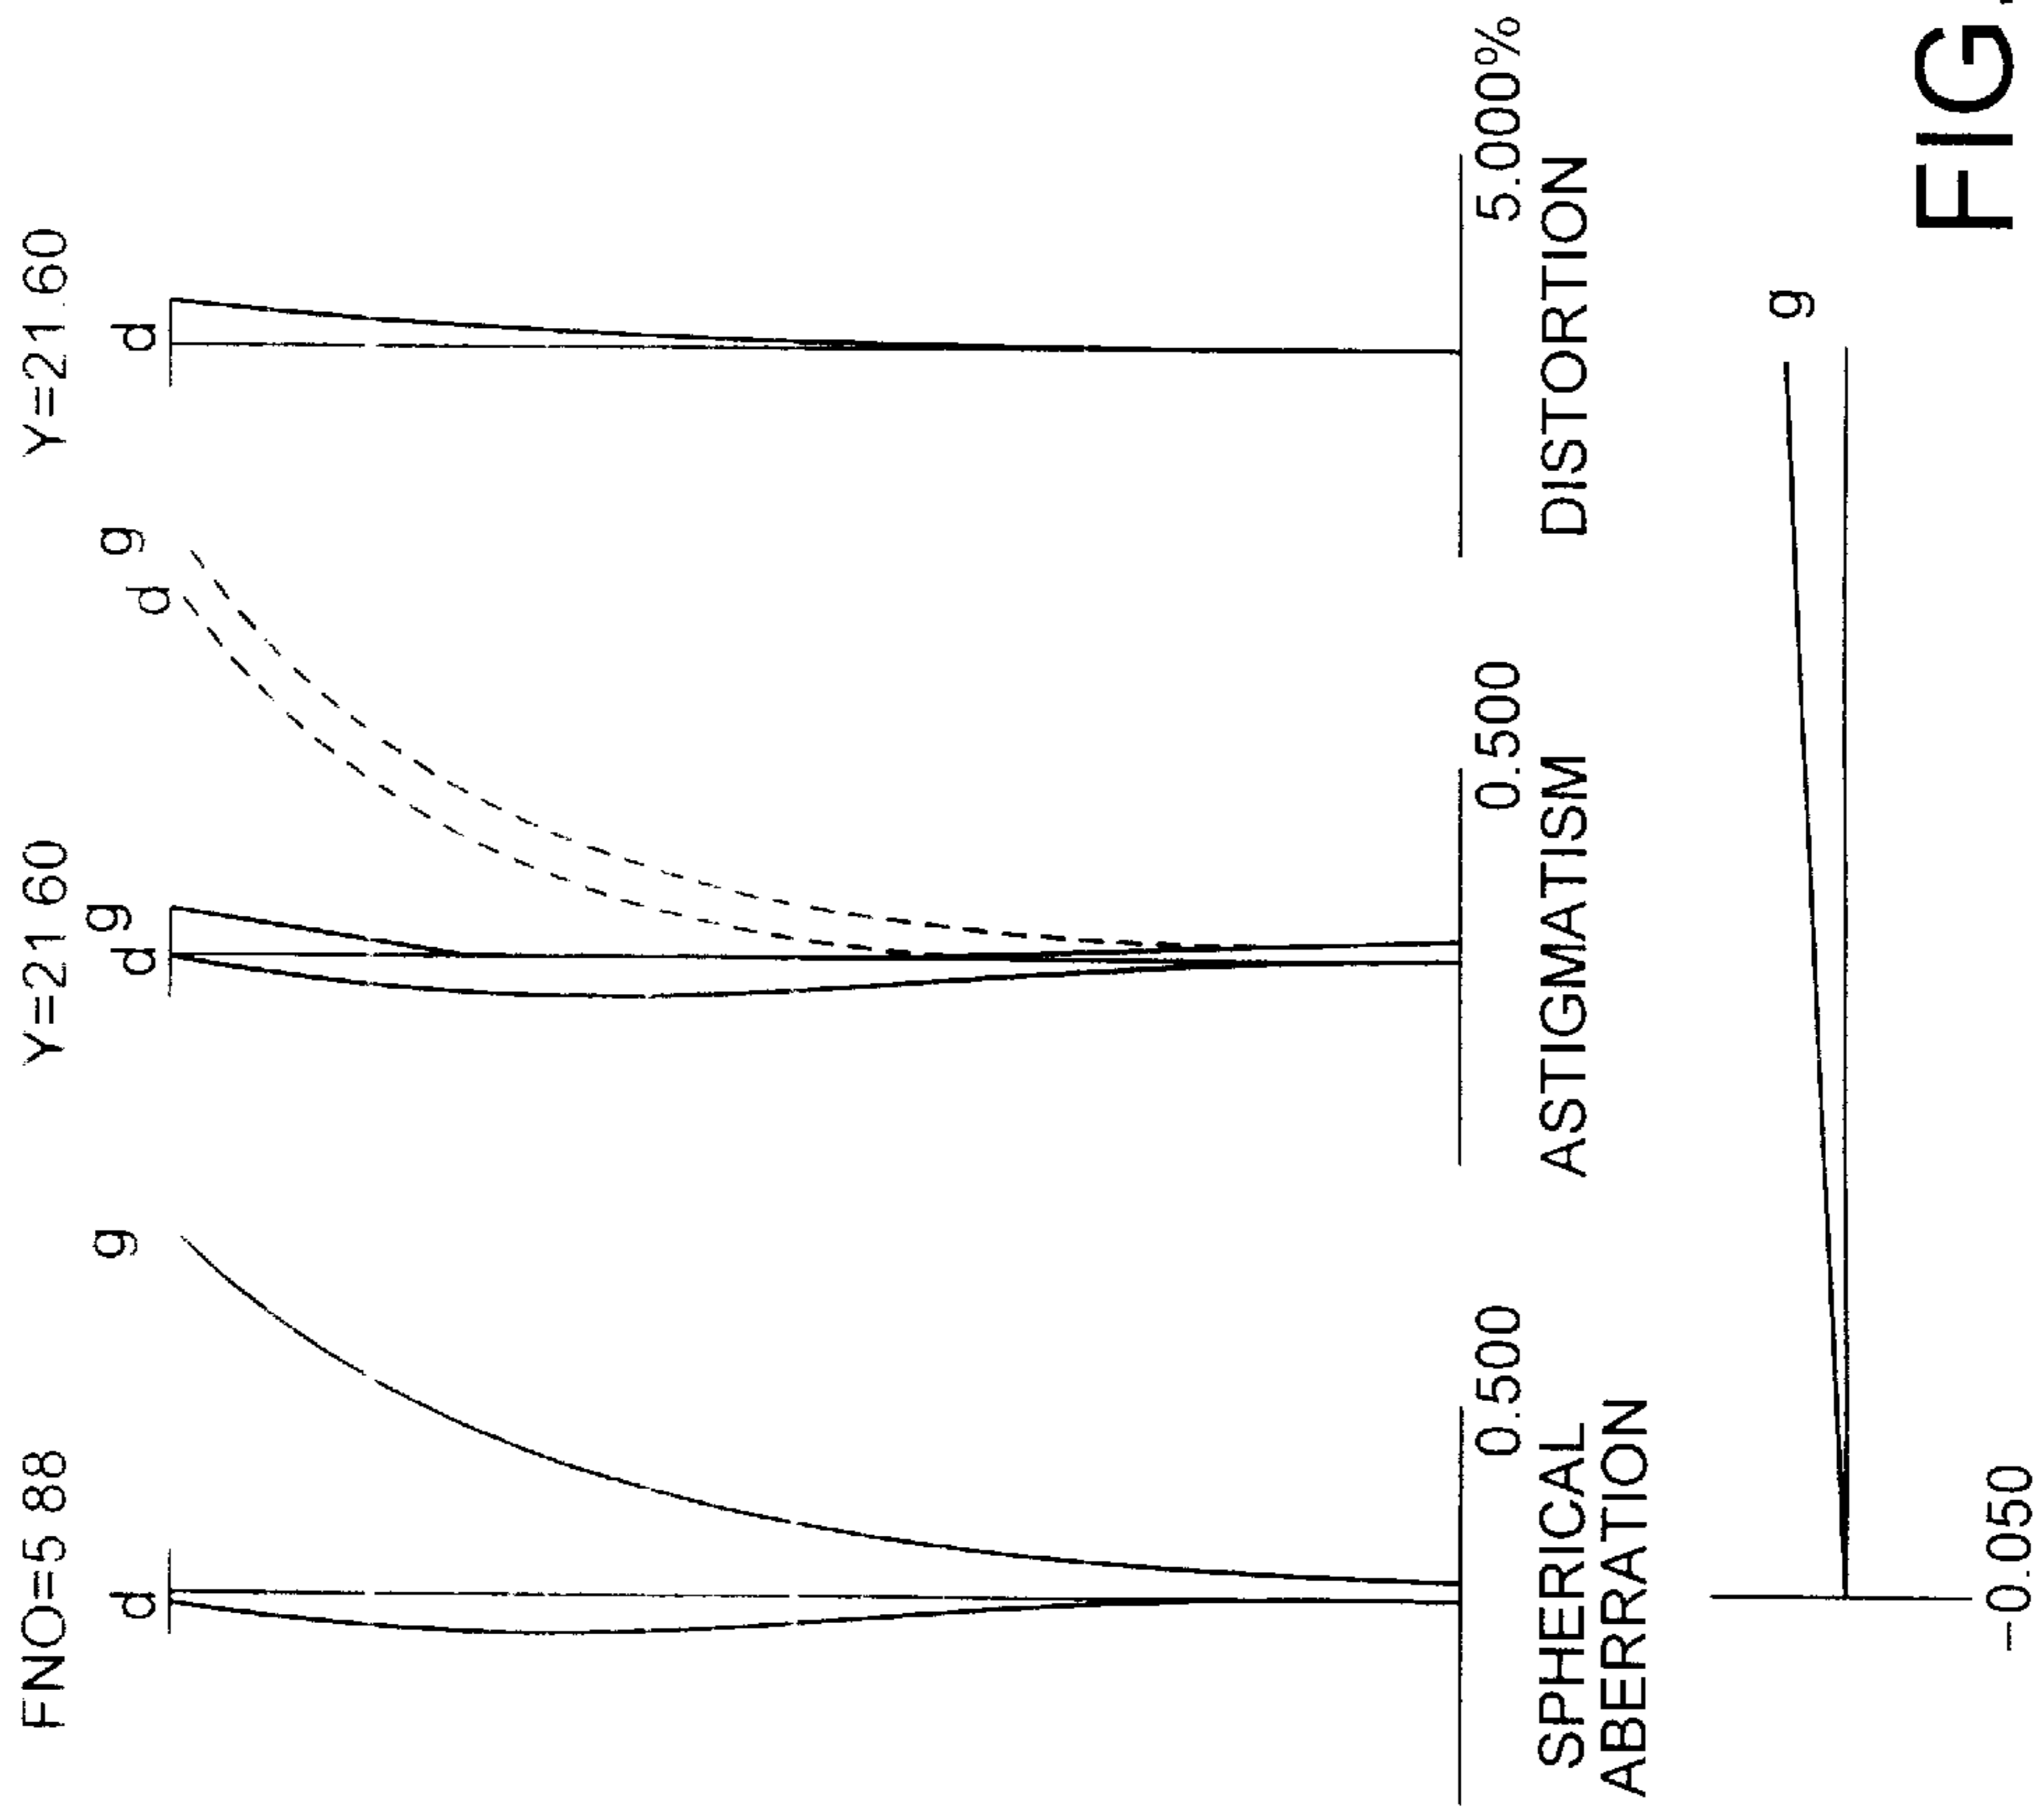 FNO=5 88
d
g
0.500
SPHERICAL
ABERRATION
Y=21 60
d
g
d
g
0.500
ASTIGMATISM
Y=21.60
d
5.000%
DISTORTION
-0.050
g
FIG.